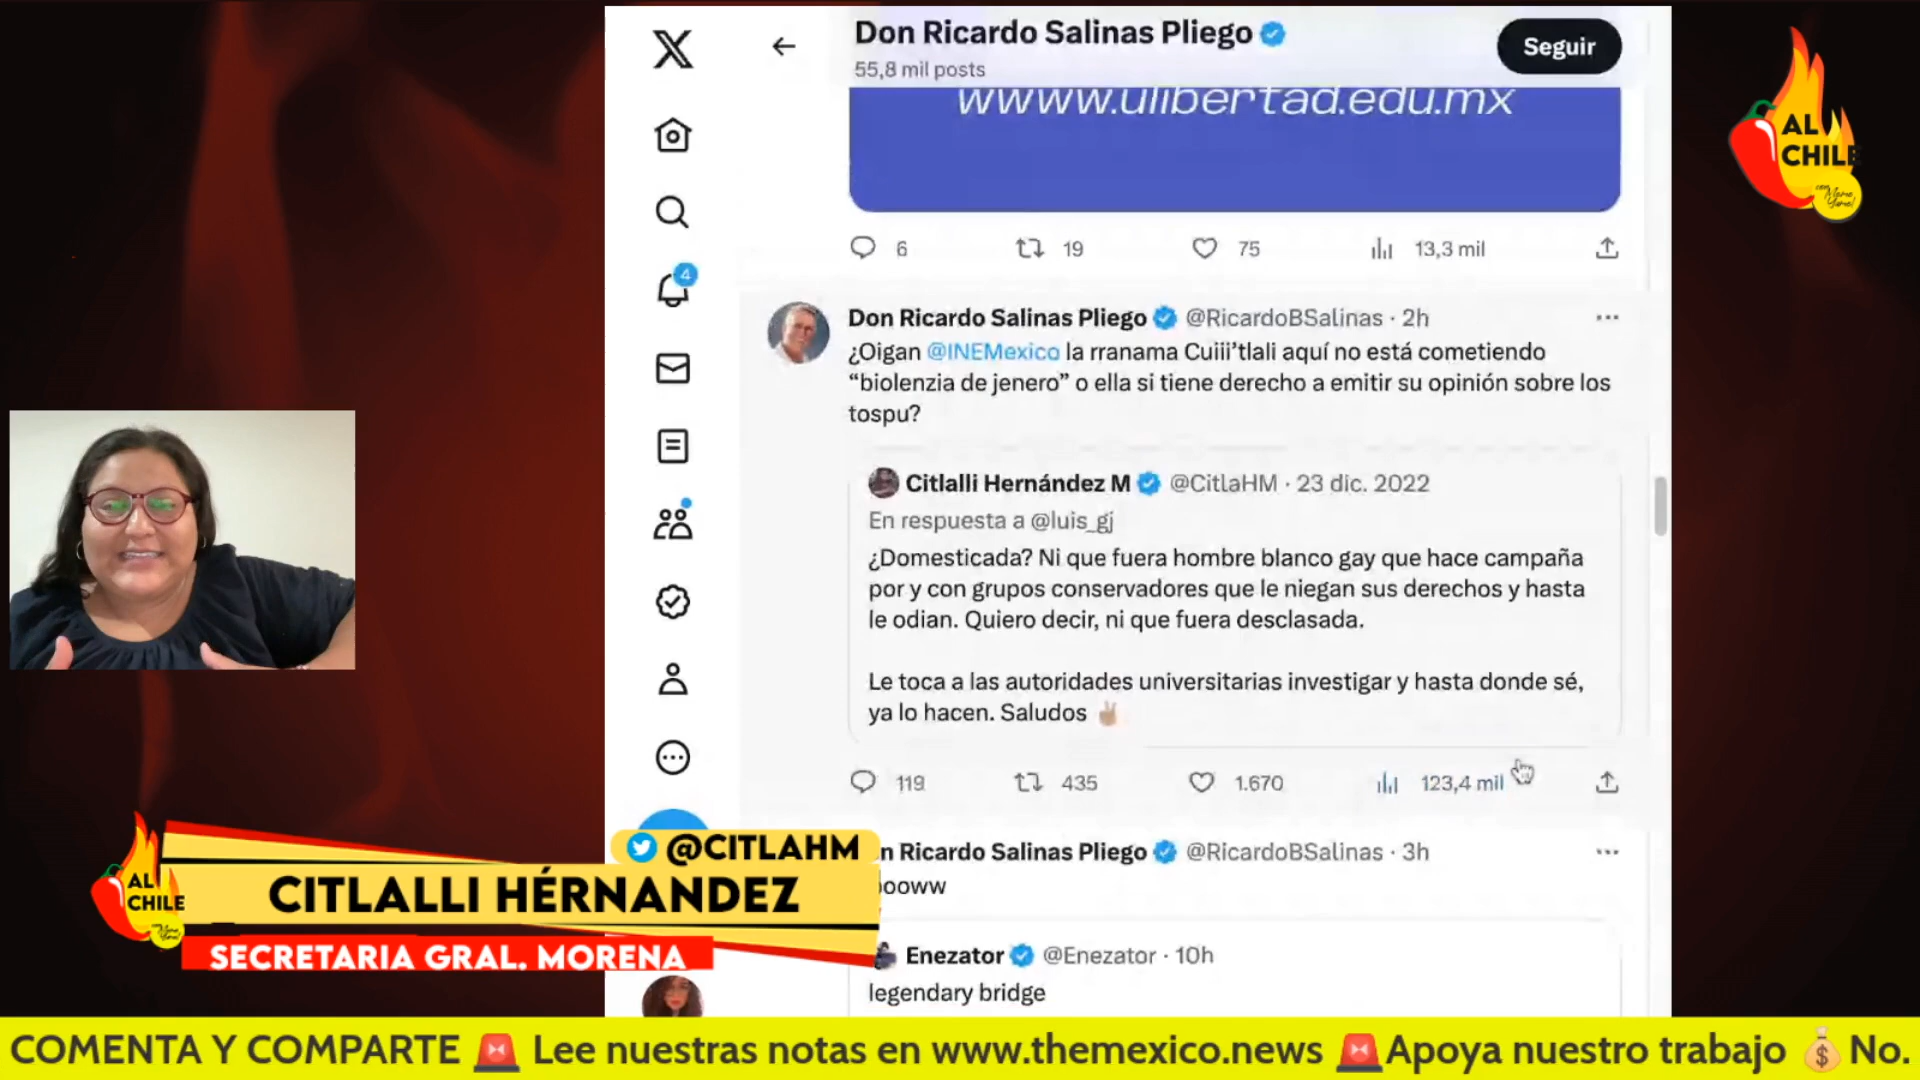 Don Ricardo Salinas Pliego
55,8 mil posts
Seguir
wwww.ulibertad.edu.mx
6
19
75
13,3 mil
4
Don Ricardo Salinas Pliego @RicardoBSalinas · 2h
¿Oigan @INEMexico la rranama Cuiii'tlali aquí no está cometiendo
“biolenzia de jenero” o ella si tiene derecho a emitir su opinión sobre los
tospu?
Citlalli Hernández M @CitlaHM · 23 dic. 2022
En respuesta a @luis_gj
¿Domesticada? Ni que fuera hombre blanco gay que hace campaña
por y con grupos conservadores que le niegan sus derechos y hasta
le odian. Quiero decir, ni que fuera desclasada.
Le toca a las autoridades universitarias investigar y hasta donde sé,
ya lo hacen. Saludos ✌🏼
119
435
1.670
123,4 mil
n Ricardo Salinas Pliego @RicardoBSalinas · 3h
ooww
Enezator @Enezator · 10h
legendary bridge
AL
CHILE
@CITLAHM
CITLALLI HÉRNANDEZ
SECRETARIA GRAL. MORENA
AL
CHILE
COMENTA Y COMPARTE 🚨 Lee nuestras notas en www.themexico.news 🚨Apoya nuestro trabajo 💰No.